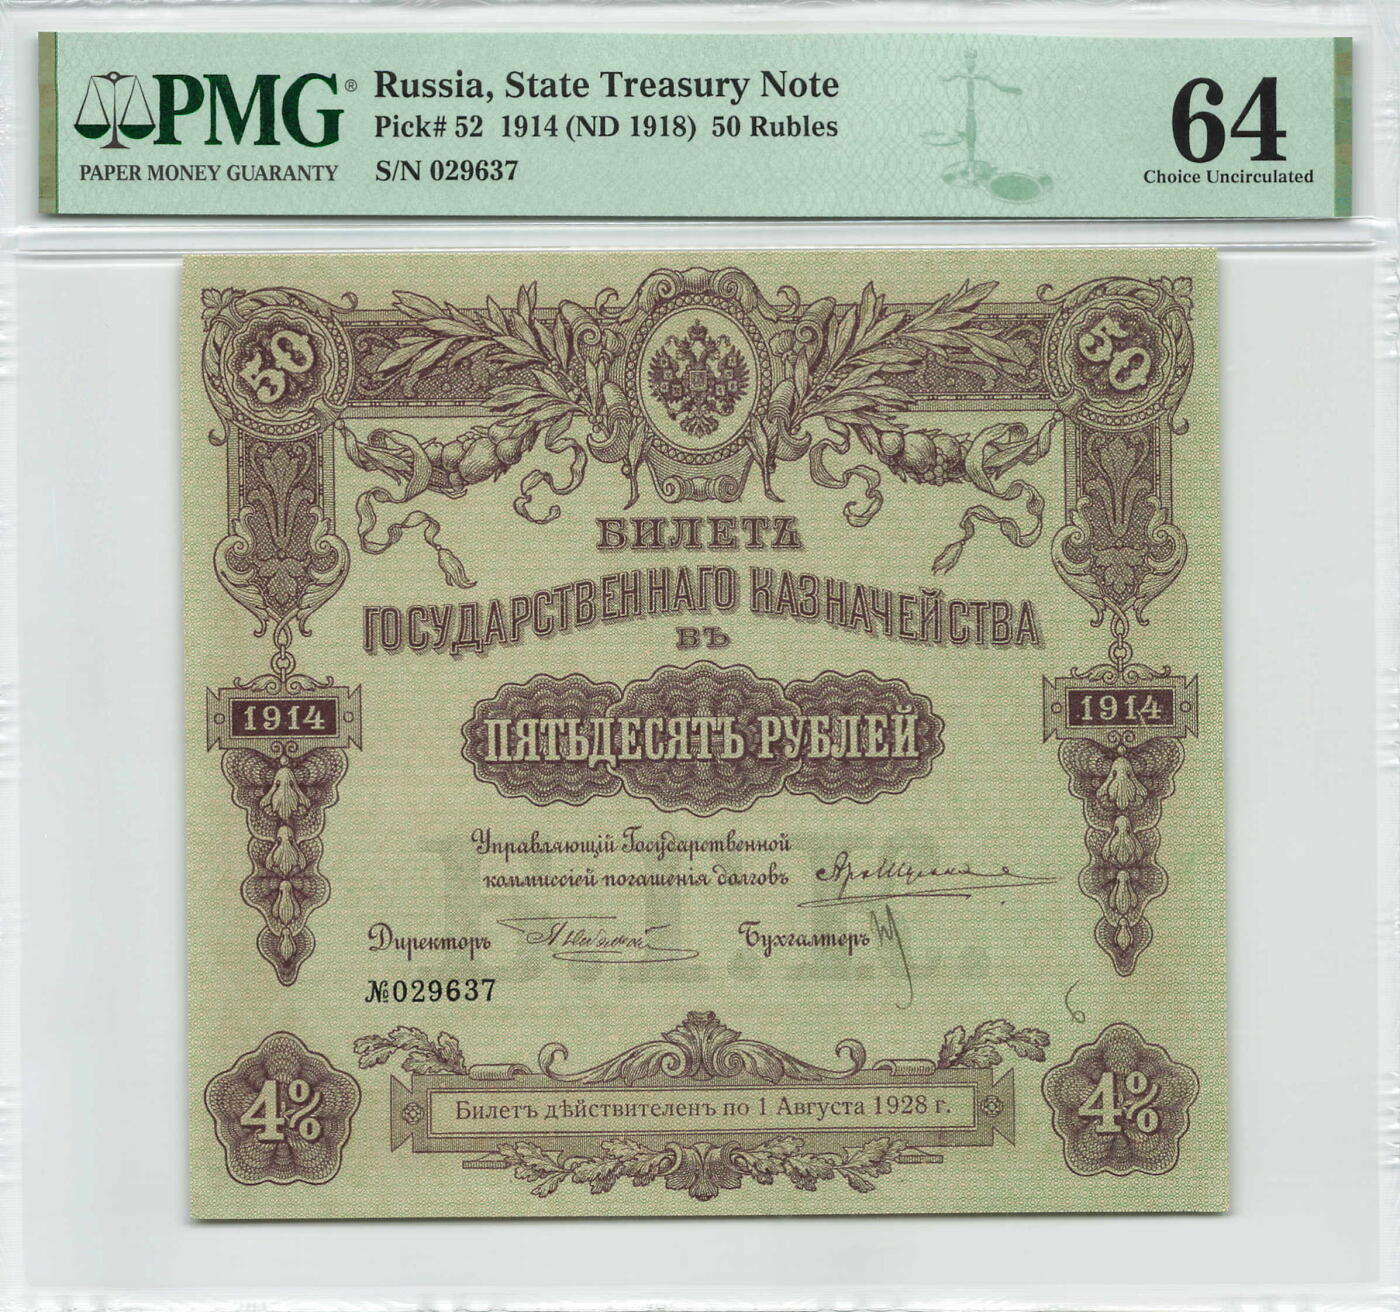 PMG®
PAPER MONEY GUARANTY
Russia, State Treasury Note
Pick# 52 1914 (ND 1918) 50 Rubles
S/N 029637
64
Choice Uncirculated
50
50
БИЛЕТЪ
ГОСУДАРСТВЕННАГО КАЗНАЧЕЙСТВА
ВЪ
1914
1914
ПЯТЬДЕСЯТЪ РУБЛЕЙ
Управляющій Государственной
коммиссіей погашенія долговъ
Директоръ
Бухгалтеръ
№029637
6
4%
4%
Билетъ дѣйствителенъ по 1 Августа 1928 г.